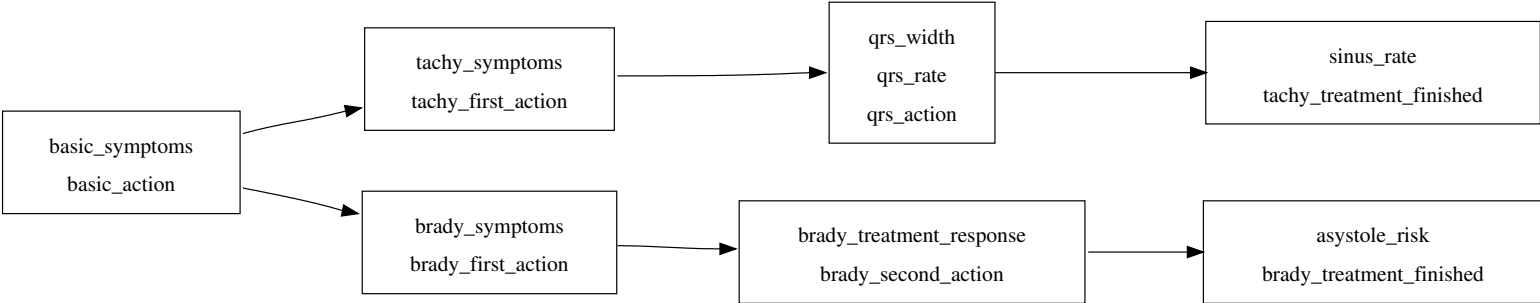 basic_symptoms
basic_action
tachy_symptoms
tachy_first_action
qrs_width
qrs_rate
qrs_action
sinus_rate
tachy_treatment_finished
brady_symptoms
brady_first_action
brady_treatment_response
brady_second_action
asystole_risk
brady_treatment_finished